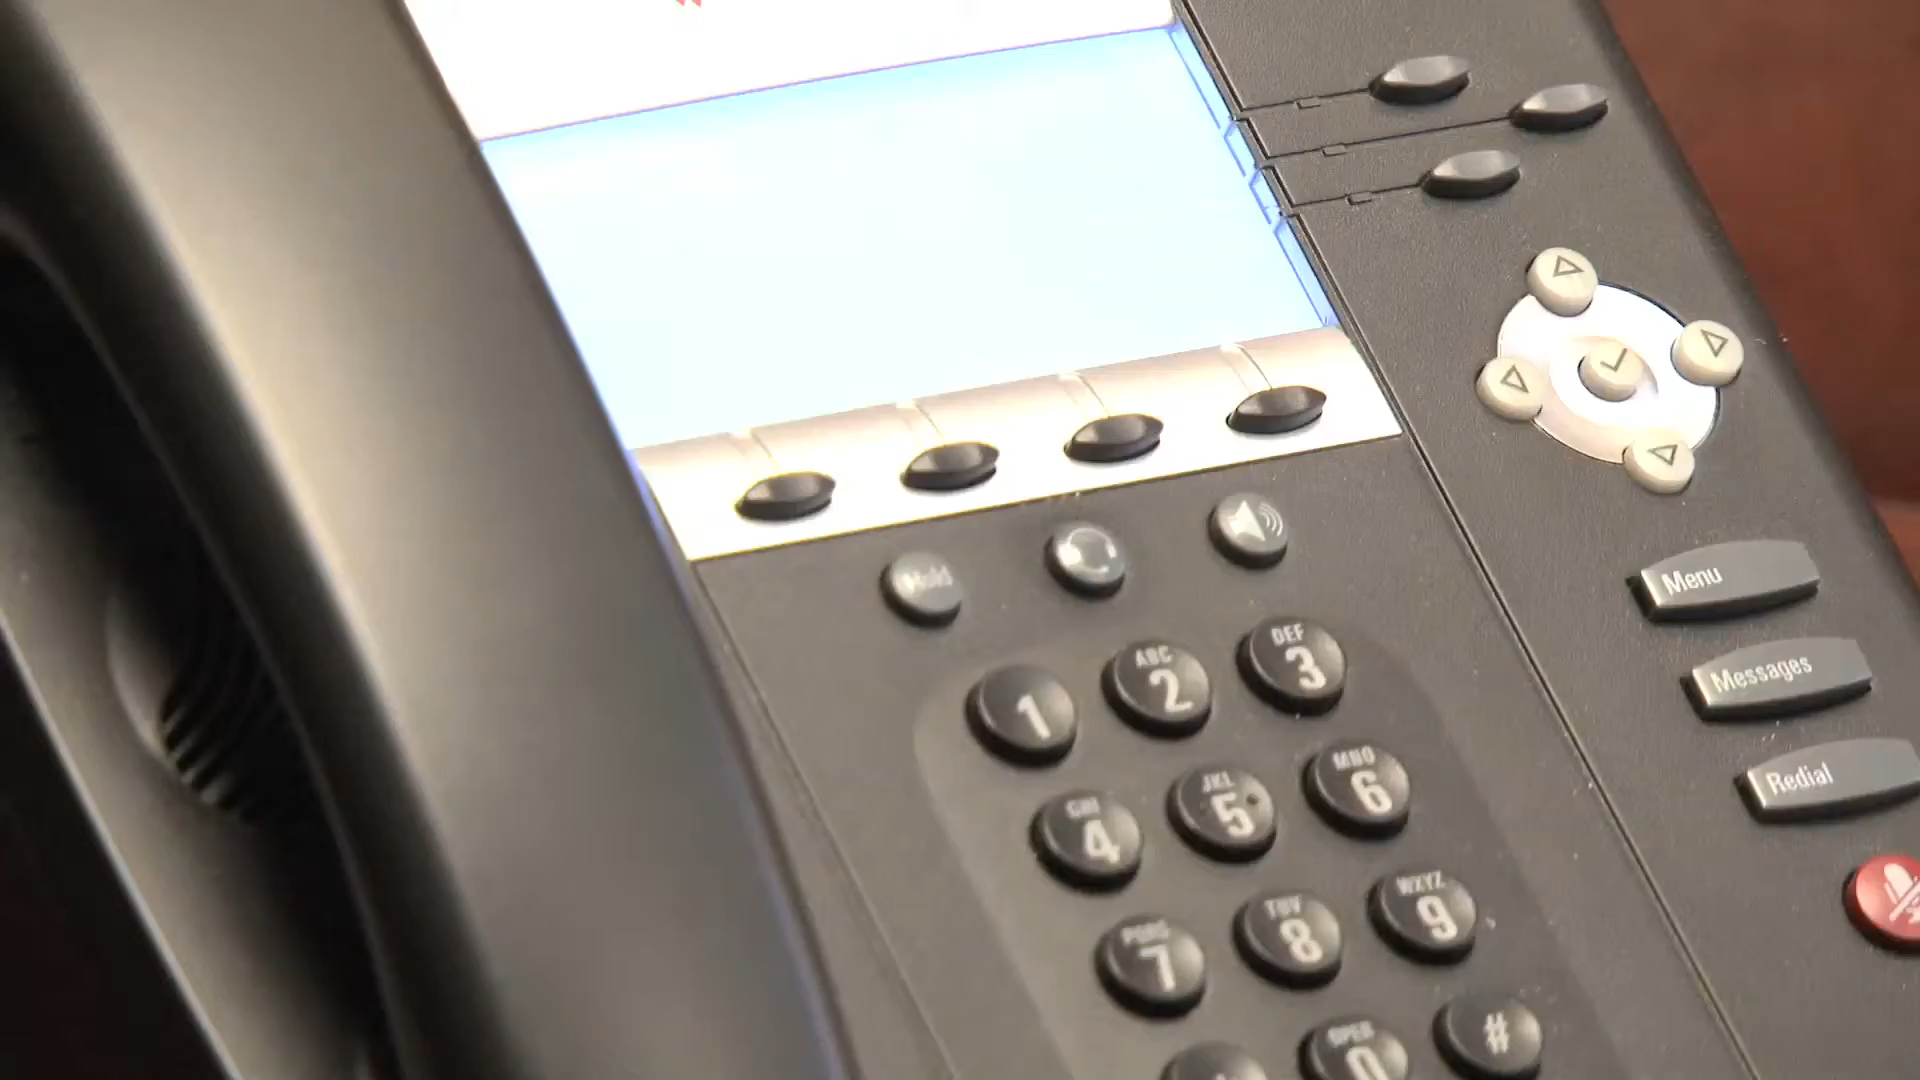 Hold
Menu
Messages
Redial
1
ABC
2
DEF
3
GHI
4
JKL
5
MNO
6
PQRS
7
TUV
8
WXYZ
9
OPER
0
#